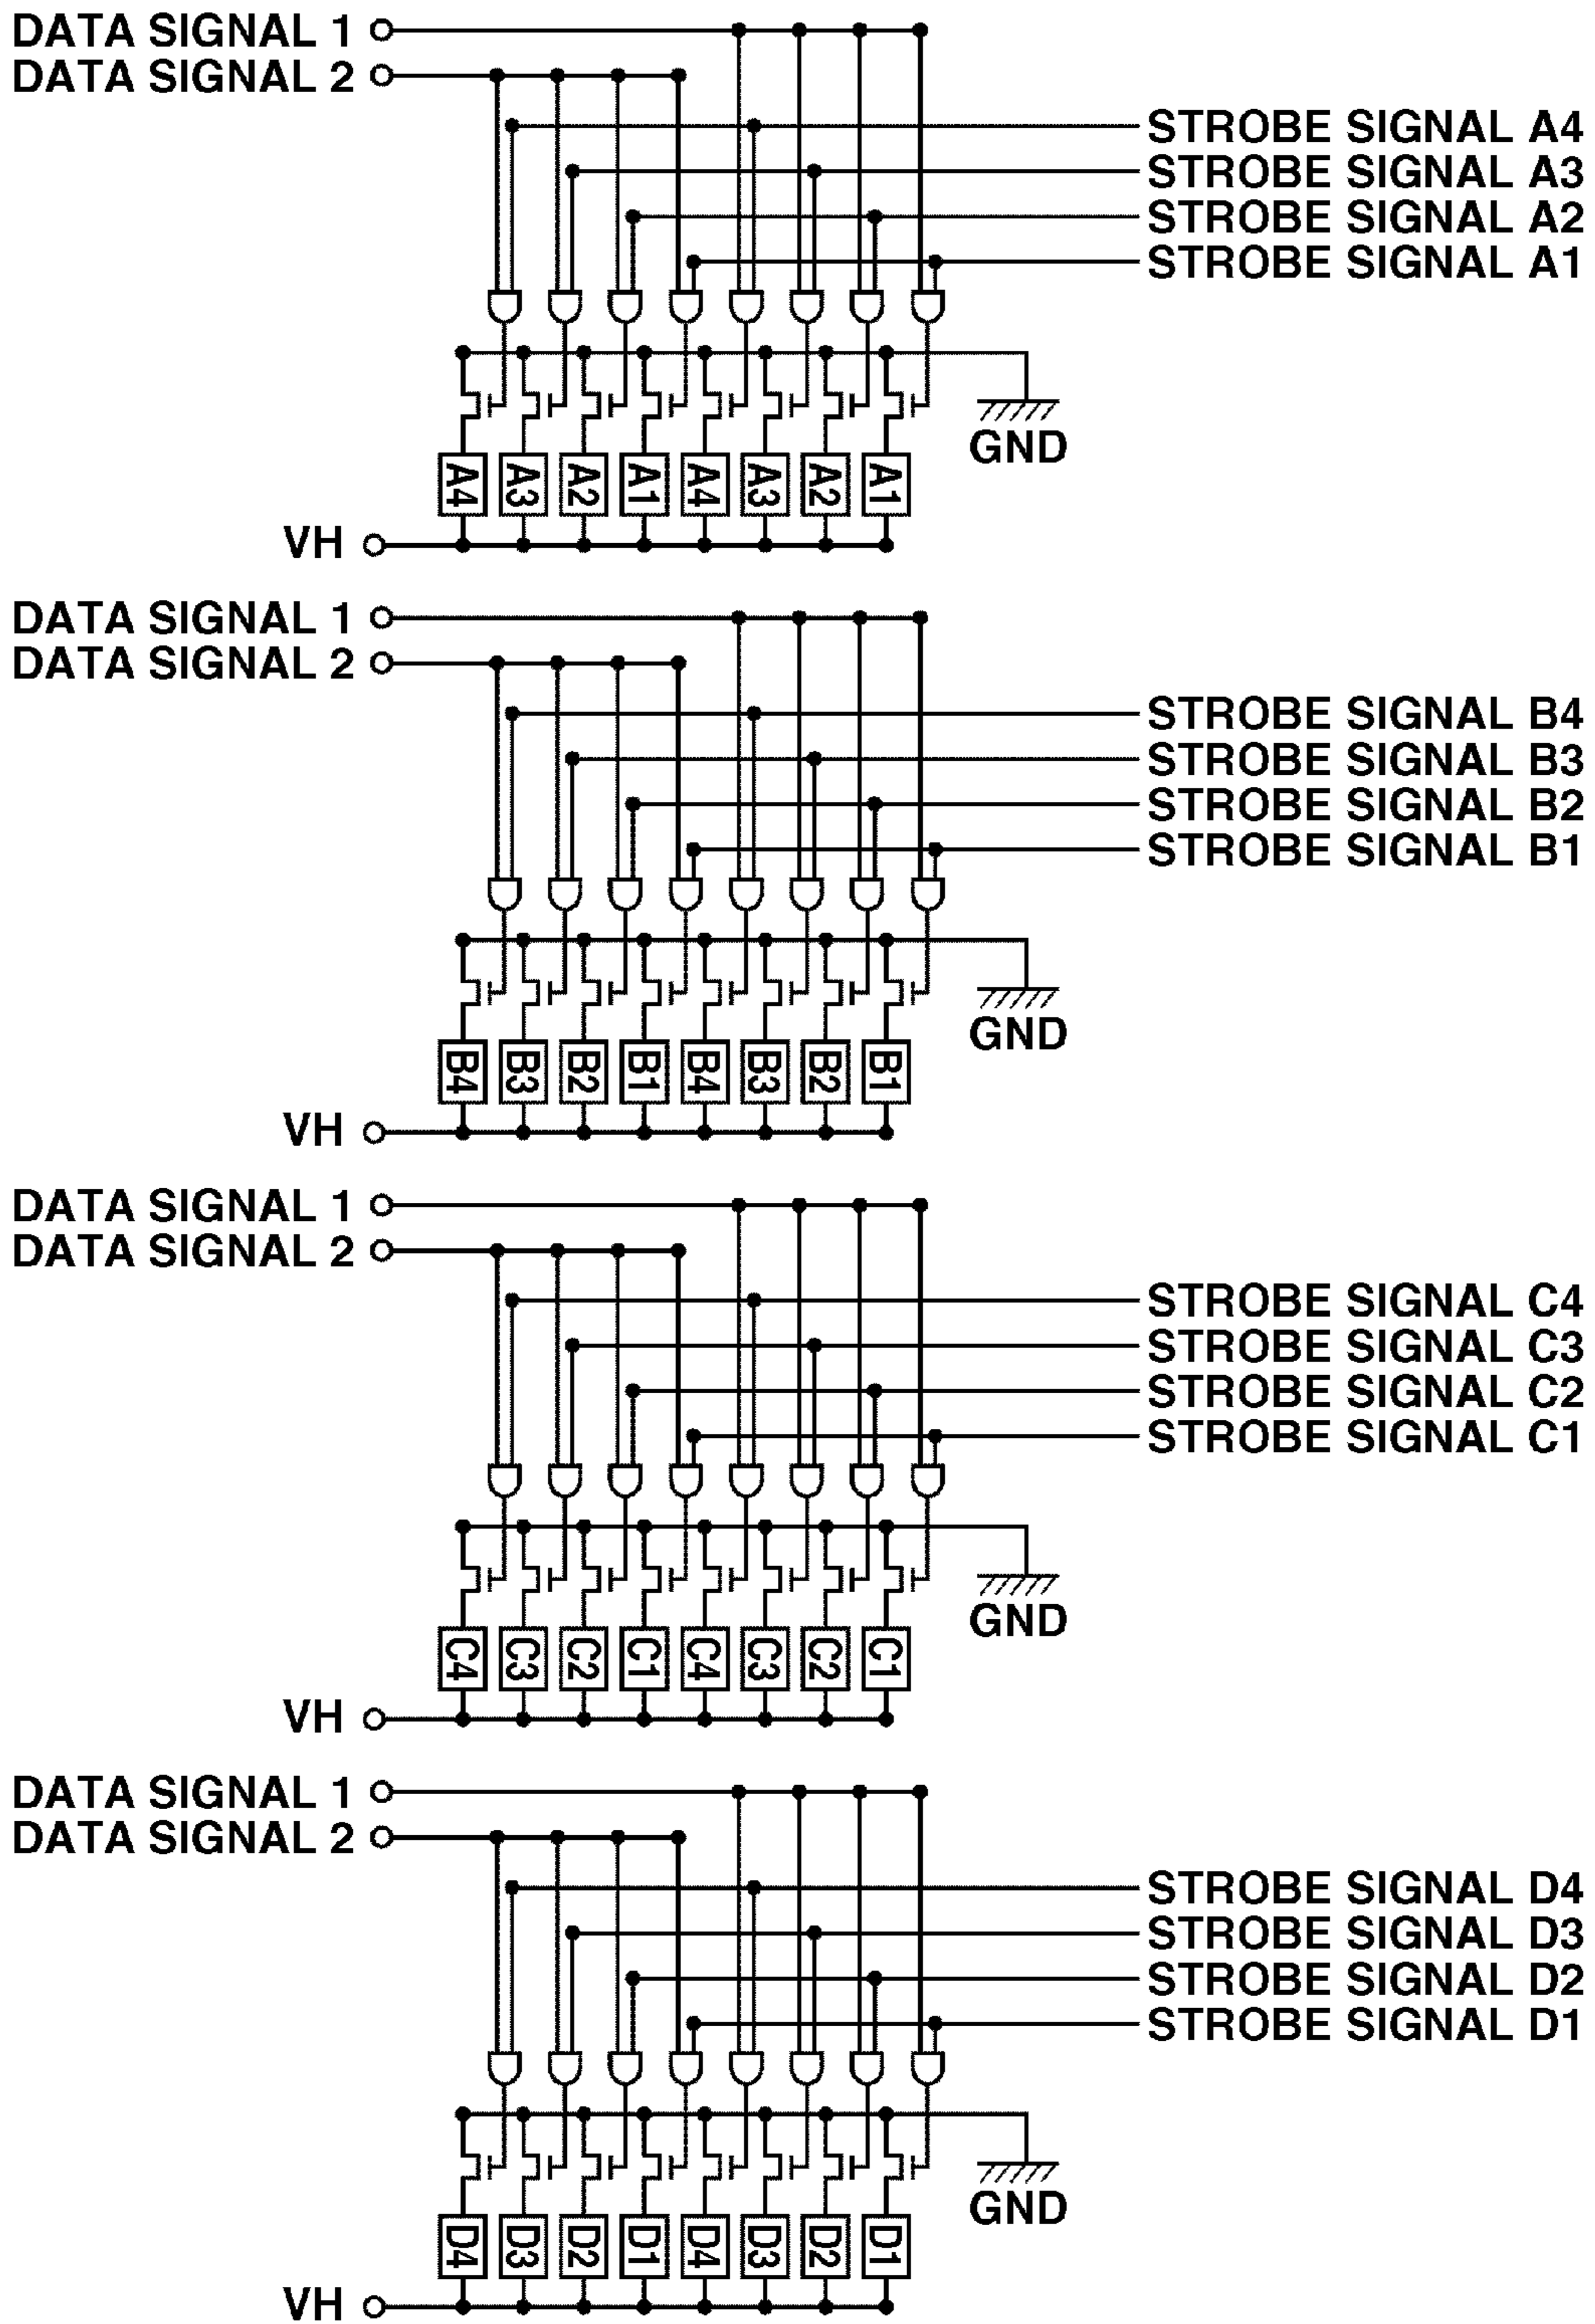 DATA SIGNAL 1
DATA SIGNAL 2
STROBE SIGNAL A4
STROBE SIGNAL A3
STROBE SIGNAL A2
STROBE SIGNAL A1
GND
A4 A3 A2 A1 A4 A3 A2 A1
VH
DATA SIGNAL 1
DATA SIGNAL 2
STROBE SIGNAL B4
STROBE SIGNAL B3
STROBE SIGNAL B2
STROBE SIGNAL B1
GND
B4 B3 B2 B1 B4 B3 B2 B1
VH
DATA SIGNAL 1
DATA SIGNAL 2
STROBE SIGNAL C4
STROBE SIGNAL C3
STROBE SIGNAL C2
STROBE SIGNAL C1
GND
C4 C3 C2 C1 C4 C3 C2 C1
VH
DATA SIGNAL 1
DATA SIGNAL 2
STROBE SIGNAL D4
STROBE SIGNAL D3
STROBE SIGNAL D2
STROBE SIGNAL D1
GND
D4 D3 D2 D1 D4 D3 D2 D1
VH